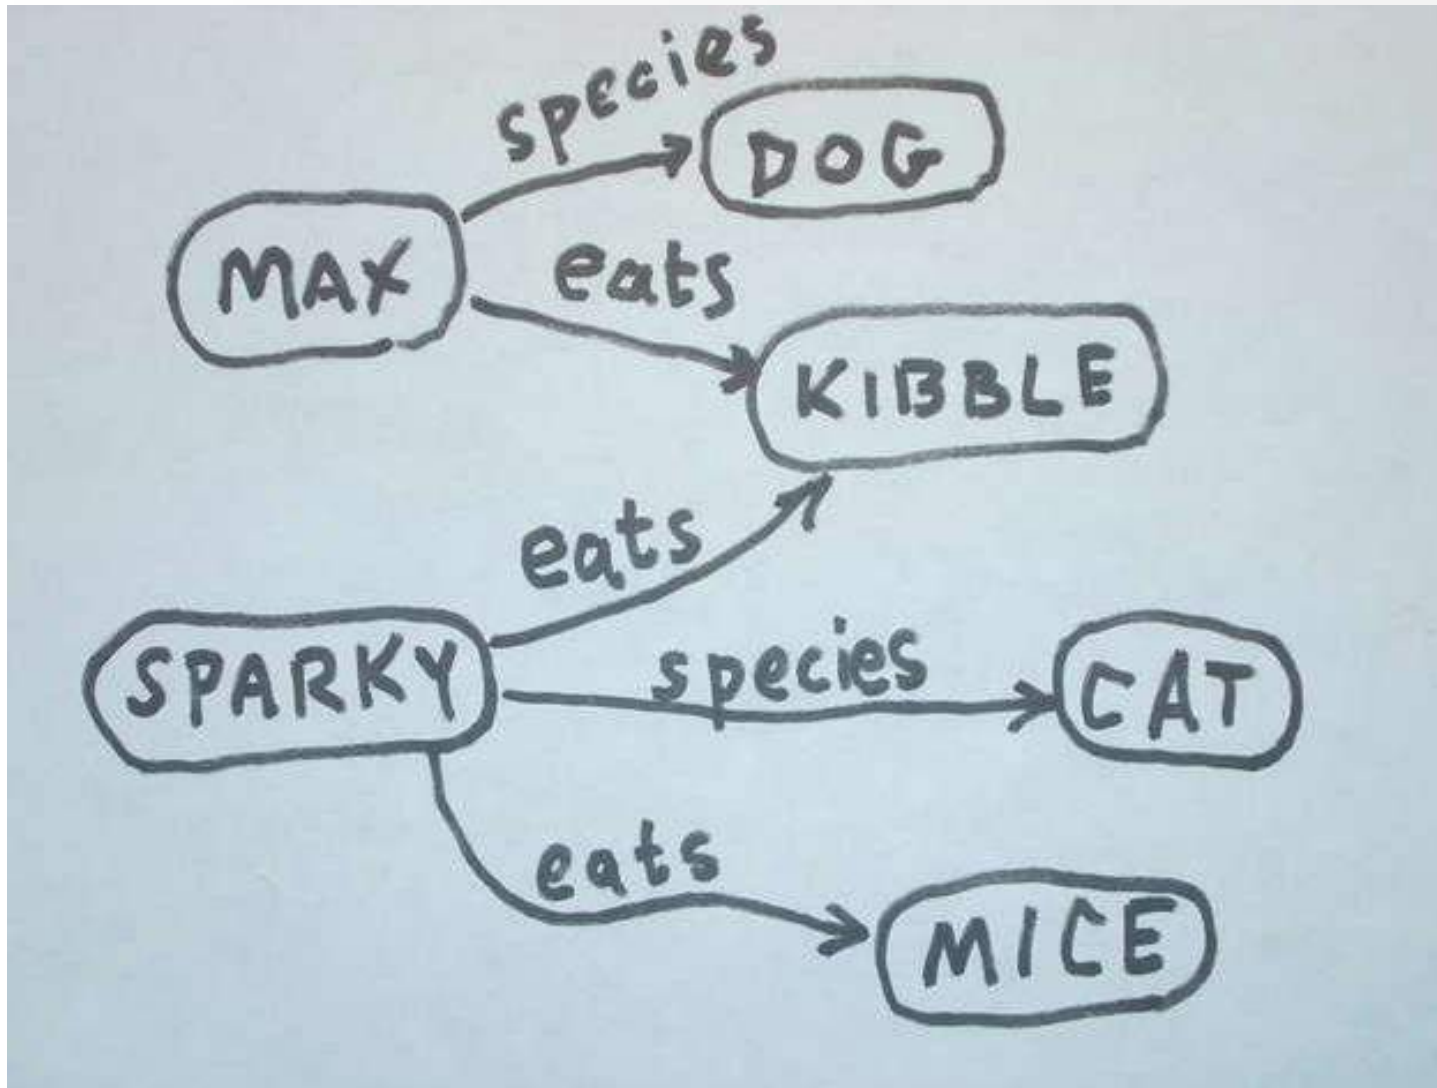 species
DOG
MAX
eats
KIBBLE
eats
SPARKY
species
CAT
eats
MICE